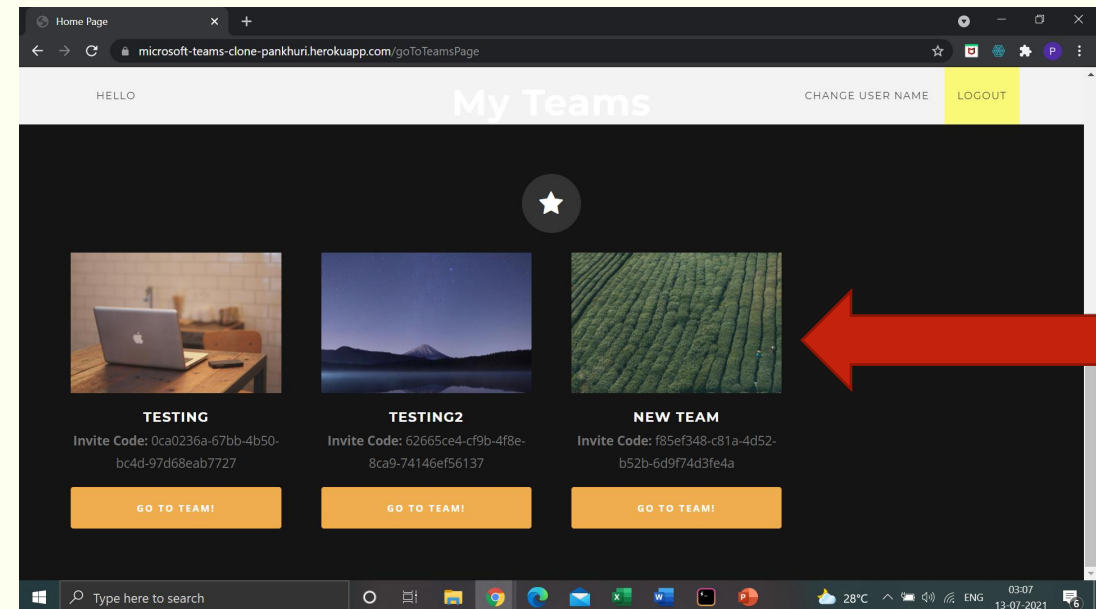 Home Page
microsoft-teams-clone-pankhuri.herokuapp.com/goToTeamsPage
P
HELLO
My Teams
CHANGE USER NAME
LOGOUT
TESTING
Invite Code: 0ca0236a-67bb-4b50-
bc4d-97d68eab7727
GO TO TEAM!
TESTING2
Invite Code: 62665ce4-cf9b-4f8e-
8ca9-74146ef56137
GO TO TEAM!
NEW TEAM
Invite Code: f85ef348-c81a-4d52-
b52b-6d9f74d3fe4a
GO TO TEAM!
Type here to search
28°C
ENG
03:07
13-07-2021
6